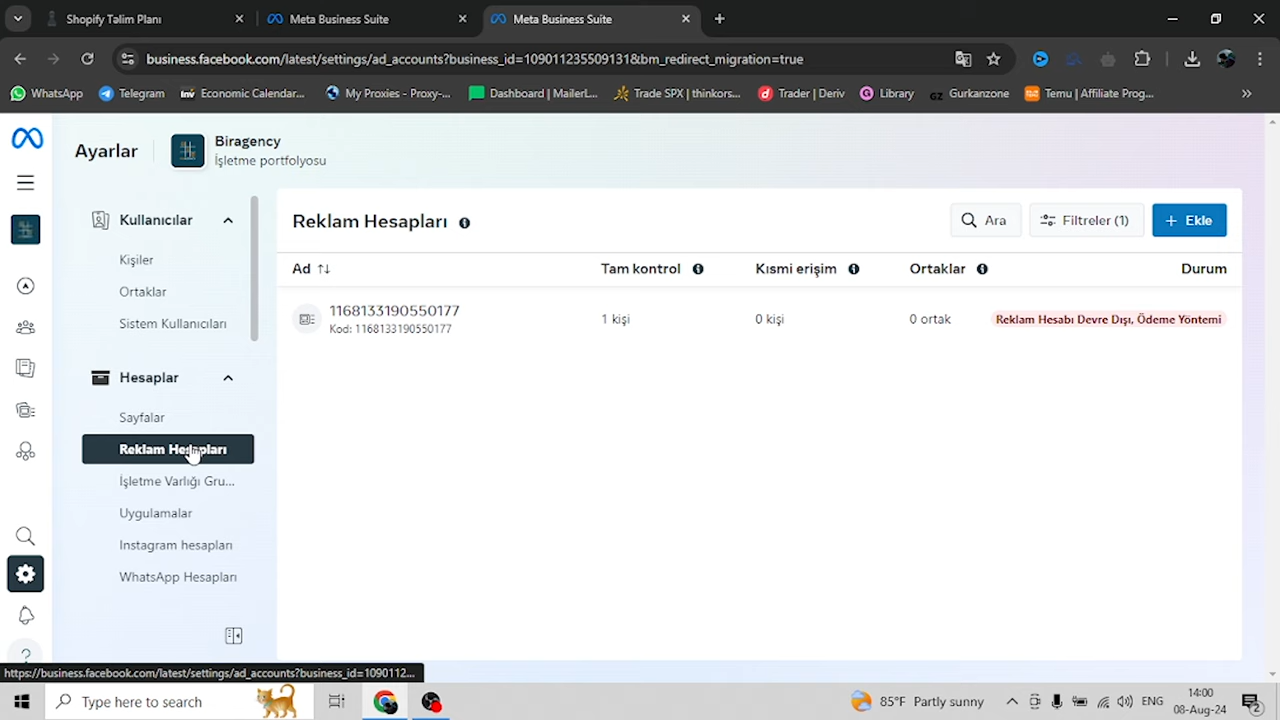 Shopify Təlim Planı
Meta Business Suite
Meta Business Suite
business.facebook.com/latest/settings/ad_accounts?business_id=109011235509131&bm_redirect_migration=true
WhatsApp
Telegram
Economic Calendar...
My Proxies - Proxy-...
Dashboard | MailerL...
Trade SPX | thinkors...
Trader | Deriv
Library
Gurkanzone
Temu | Affiliate Prog...
Ayarlar
Biragency
İşletme portfolyosu
Kullanıcılar
Kişiler
Ortaklar
Sistem Kullanıcıları
Hesaplar
Sayfalar
Reklam Hesapları
İşletme Varlığı Gru...
Uygulamalar
Instagram hesapları
WhatsApp Hesapları
Reklam Hesapları
Ara
Filtreler (1)
+ Ekle
Ad
Tam kontrol
Kısmi erişim
Ortaklar
Durum
1168133190550177
Kod: 1168133190550177
1 kişi
0 kişi
0 ortak
Reklam Hesabı Devre Dışı, Ödeme Yöntemi
https://business.facebook.com/latest/settings/ad_accounts?business_id=1090112...
Type here to search
85°F Partly sunny
ENG
14:00
08-Aug-24
2